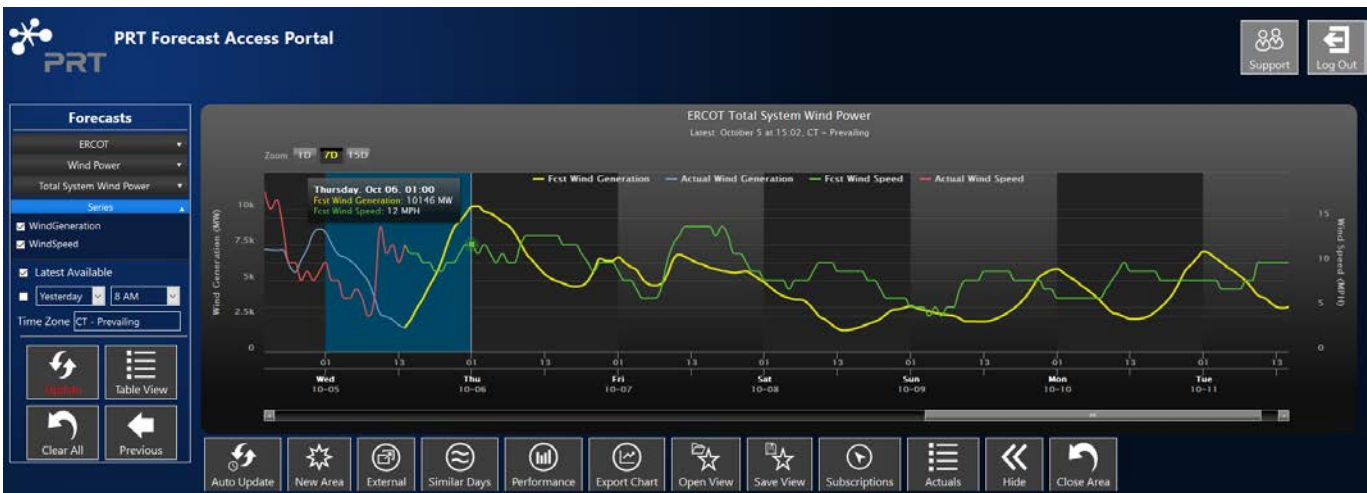 PRT
PRT Forecast Access Portal
Support
Log Out
Forecasts
ERCOT
Wind Power
Total System Wind Power
Series
WindGeneration
WindSpeed
Latest Available
Yesterday 8 AM
Time Zone CT - Prevailing
Update
Table View
Clear All
Previous
ERCOT Total System Wind Power
Latest: October 5 at 15:02, CT - Prevailing
Zoom 1D 7D 15D
Fcst Wind Generation Actual Wind Generation Fcst Wind Speed Actual Wind Speed
Thursday, Oct 06, 01:00
Fcst Wind Generation: 10146 MW
Fcst Wind Speed: 12 MPH
Wind Generation (MW)
10k
7.5k
5k
2.5k
0
Wind Speed (MPH)
15
10
5
0
01 13 01 13 01 13 01 13 01 13 01 13 01 13
Wed Thu Fri Sat Sun Mon Tue
10-05 10-06 10-07 10-08 10-09 10-10 10-11
Auto Update
New Area
External
Similar Days
Performance
Export Chart
Open View
Save View
Subscriptions
Actuals
Hide
Close Area